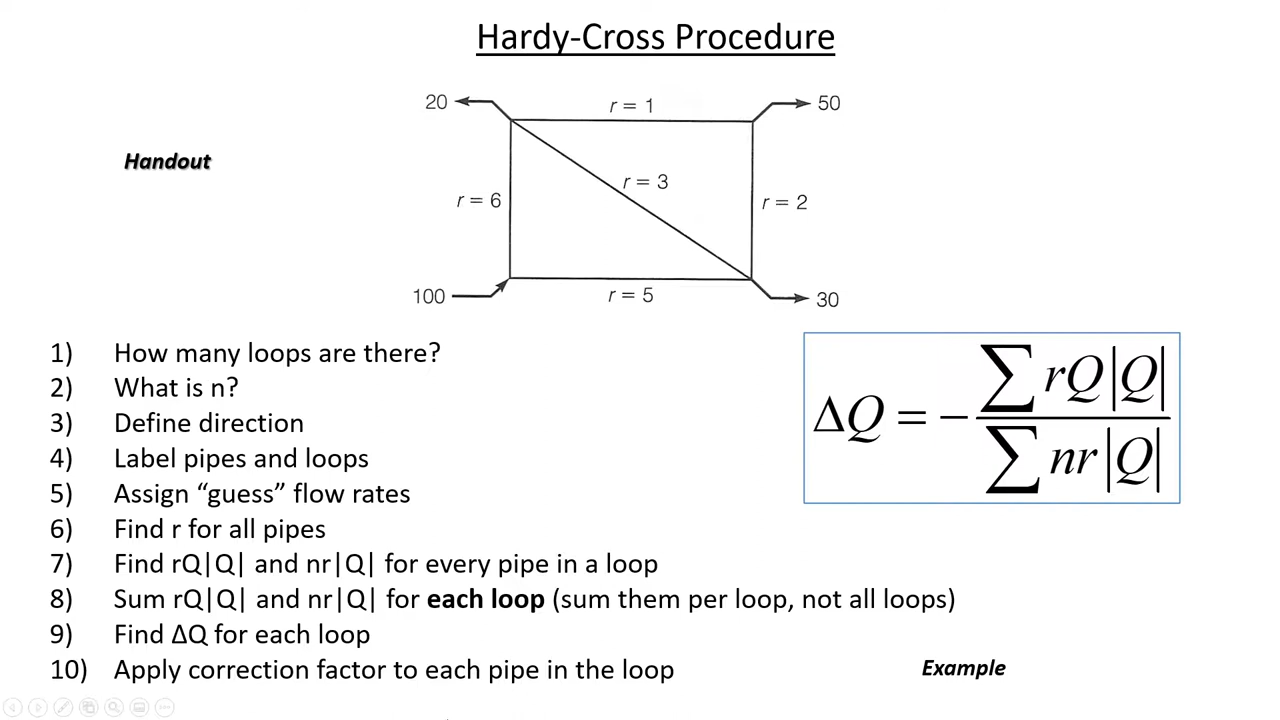 Hardy-Cross Procedure
20
r = 1
50
Handout
r = 3
r = 6
r = 2
100
r = 5
30
1) How many loops are there?
2) What is n?
3) Define direction
4) Label pipes and loops
5) Assign “guess” flow rates
6) Find r for all pipes
7) Find rQ|Q| and nr|Q| for every pipe in a loop
8) Sum rQ|Q| and nr|Q| for each loop (sum them per loop, not all loops)
9) Find ΔQ for each loop
10) Apply correction factor to each pipe in the loop
ΔQ = − ∑ rQ|Q|
∑ nr|Q|
Example